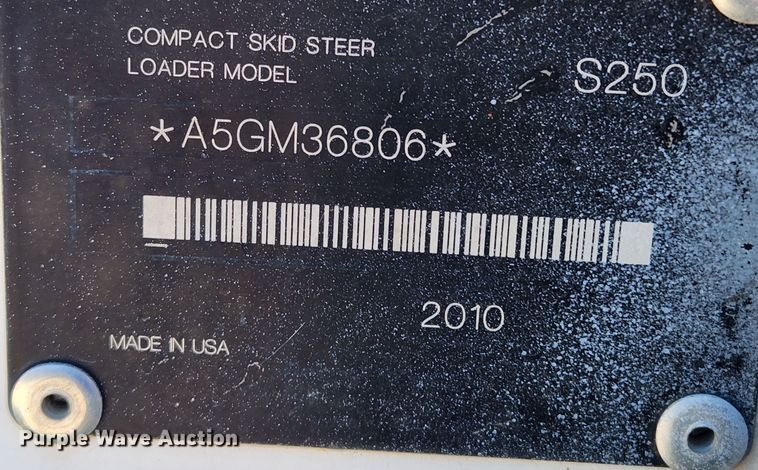 COMPACT SKID STEER
LOADER MODEL
S250
*A5GM36806*
2010
MADE IN USA
Purple Wave Auction